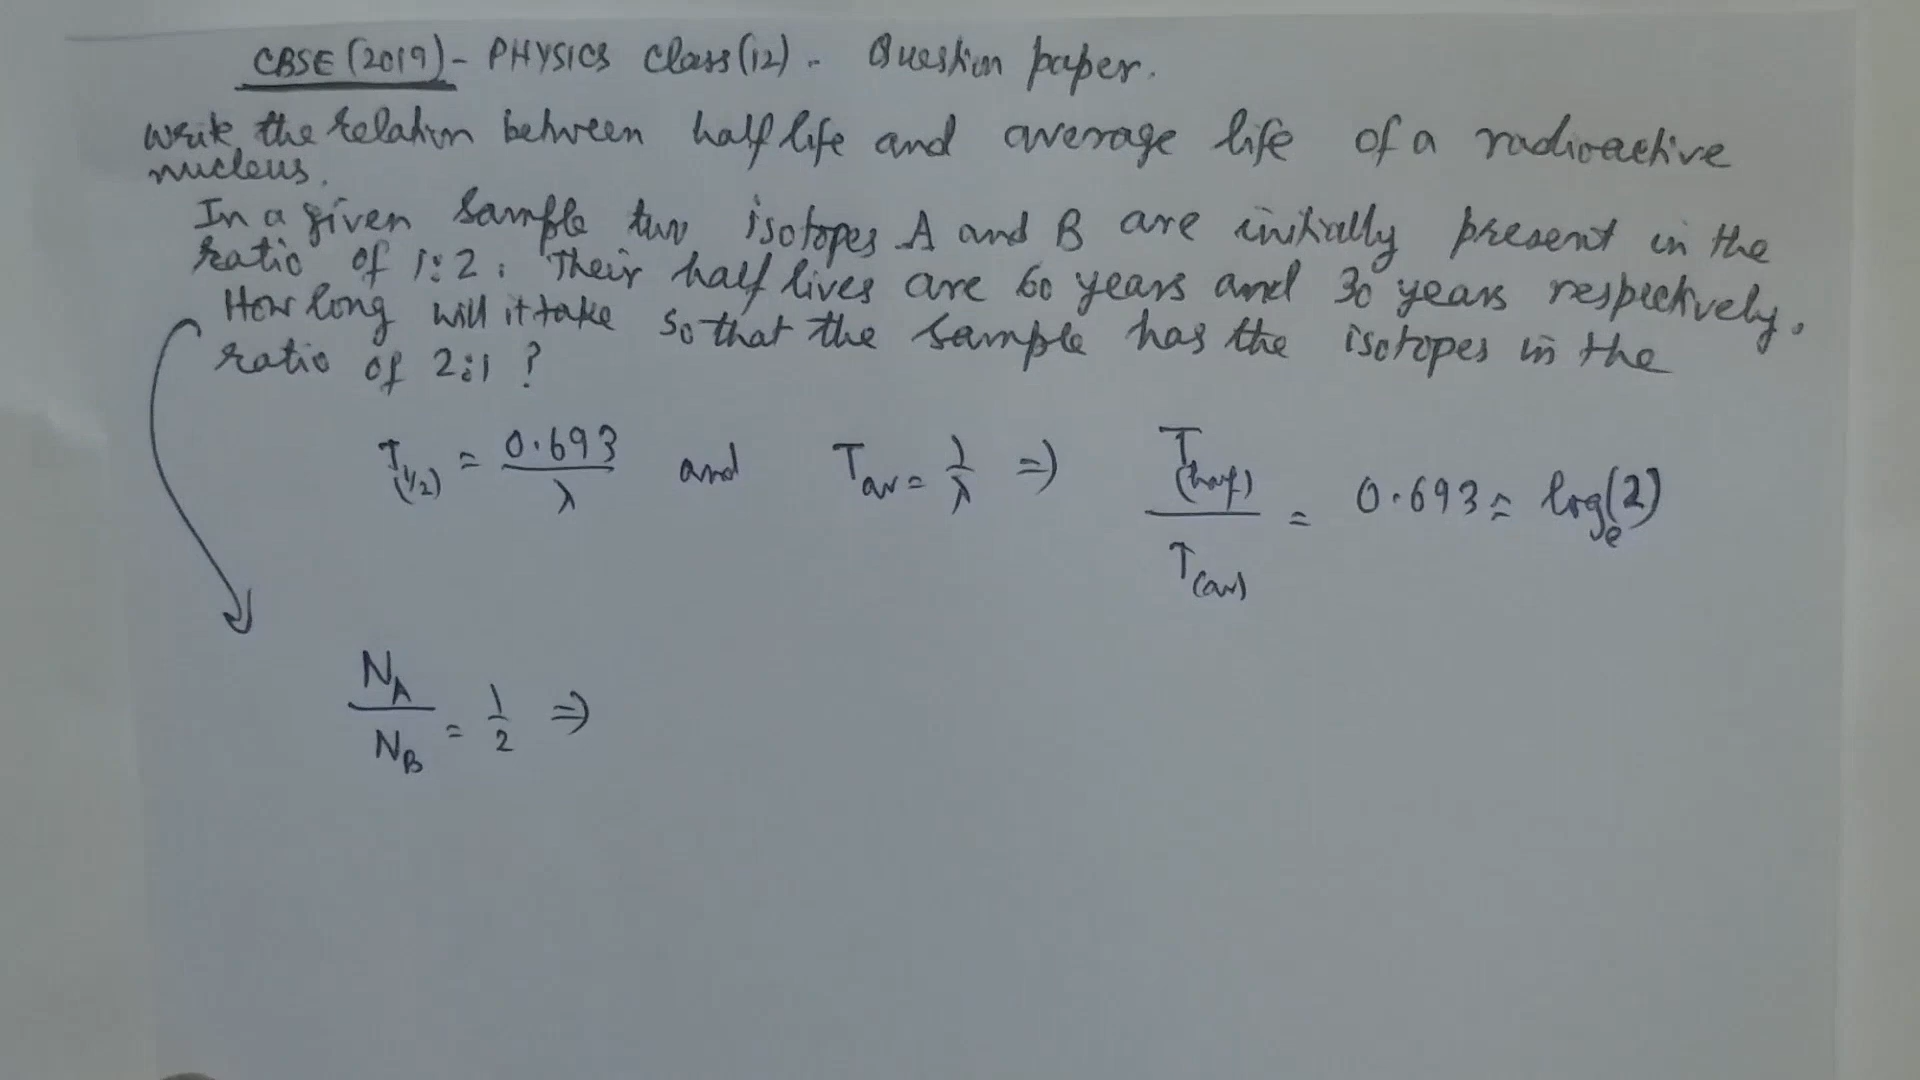 CBSE (2019) - PHYSICS Class (12) - Question paper.
Write the relation between half life and average life of a radioactive
nucleus.
In a given sample two isotopes A and B are initially present in the
ratio of 1:2. Their half lives are 60 years and 30 years respectively.
How long will it take so that the sample has the isotopes in the
ratio of 2:1 ?
T(1/2) = 0.693/λ and Tav = 1/λ => T(half)/T(av) = 0.693 = log_e(2)
N_A/N_B = 1/2 =>